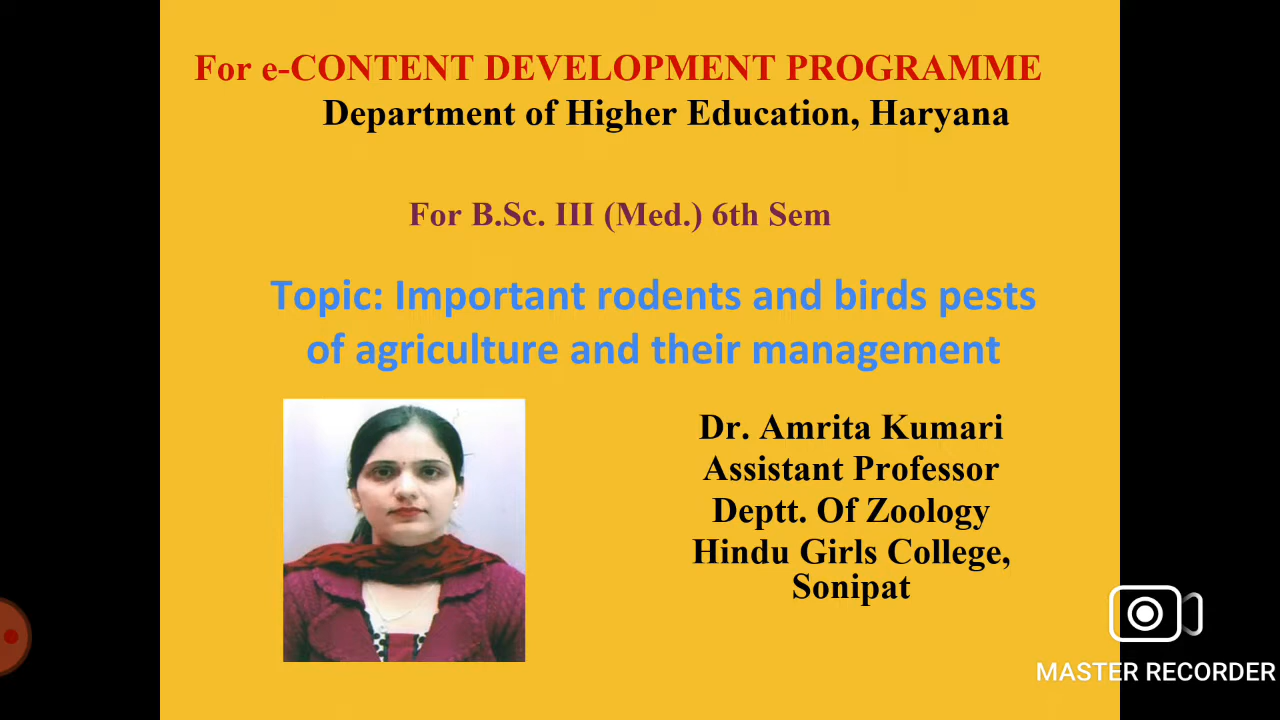 For e-CONTENT DEVELOPMENT PROGRAMME
Department of Higher Education, Haryana
For B.Sc. III (Med.) 6th Sem
Topic: Important rodents and birds pests
of agriculture and their management
Dr. Amrita Kumari
Assistant Professor
Deptt. Of Zoology
Hindu Girls College,
Sonipat
MASTER RECORDER